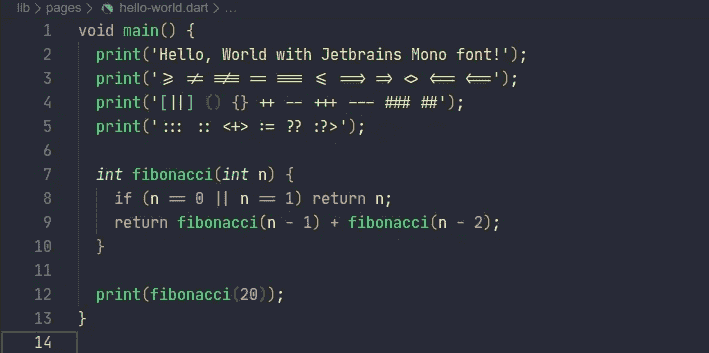 lib > pages > hello-world.dart > ...
1 void main() {
2 print('Hello, World with Jetbrains Mono font!');
3 print('>= != !== == === <= ==> => <> <== <==');
4 print('[||] () {} ++ -- +++ --- ### ##');
5 print('::: :: <+> := ?? :?>');
6
7 int fibonacci(int n) {
8 if (n == 0 || n == 1) return n;
9 return fibonacci(n - 1) + fibonacci(n - 2);
10 }
11
12 print(fibonacci(20));
13 }
14